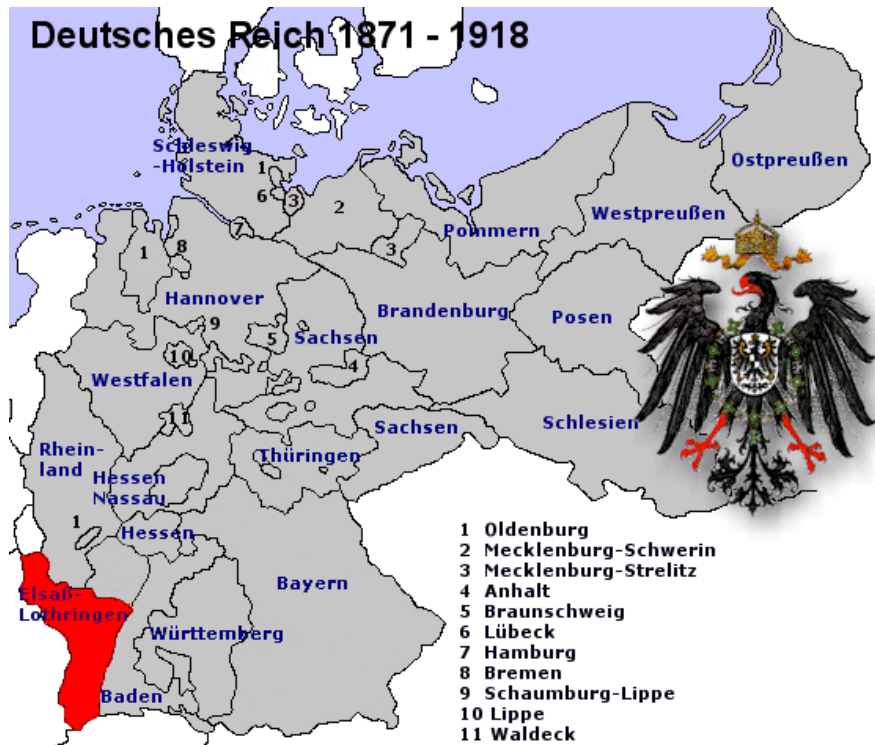 Deutsches Reich 1871 - 1918
Schleswig
-Holstein
1
6
3
2
Ostpreußen
Westpreußen
Pommern
7
3
1
8
Hannover
9
5
Sachsen
Brandenburg
Posen
10
4
Westfalen
11
Sachsen
Schlesien
Rhein-
land
Thüringen
Hessen
Nassau
1
Hessen
Elsaß-
Lothringen
Bayern
Württemberg
Baden
1 Oldenburg
2 Mecklenburg-Schwerin
3 Mecklenburg-Strelitz
4 Anhalt
5 Braunschweig
6 Lübeck
7 Hamburg
8 Bremen
9 Schaumburg-Lippe
10 Lippe
11 Waldeck